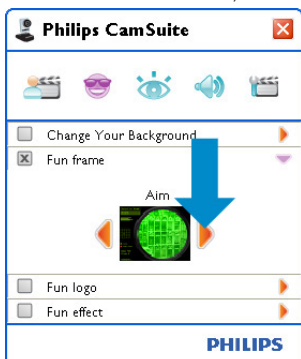 Philips CamSuite
Change Your Background
Fun frame
Aim
Fun logo
Fun effect
PHILIPS